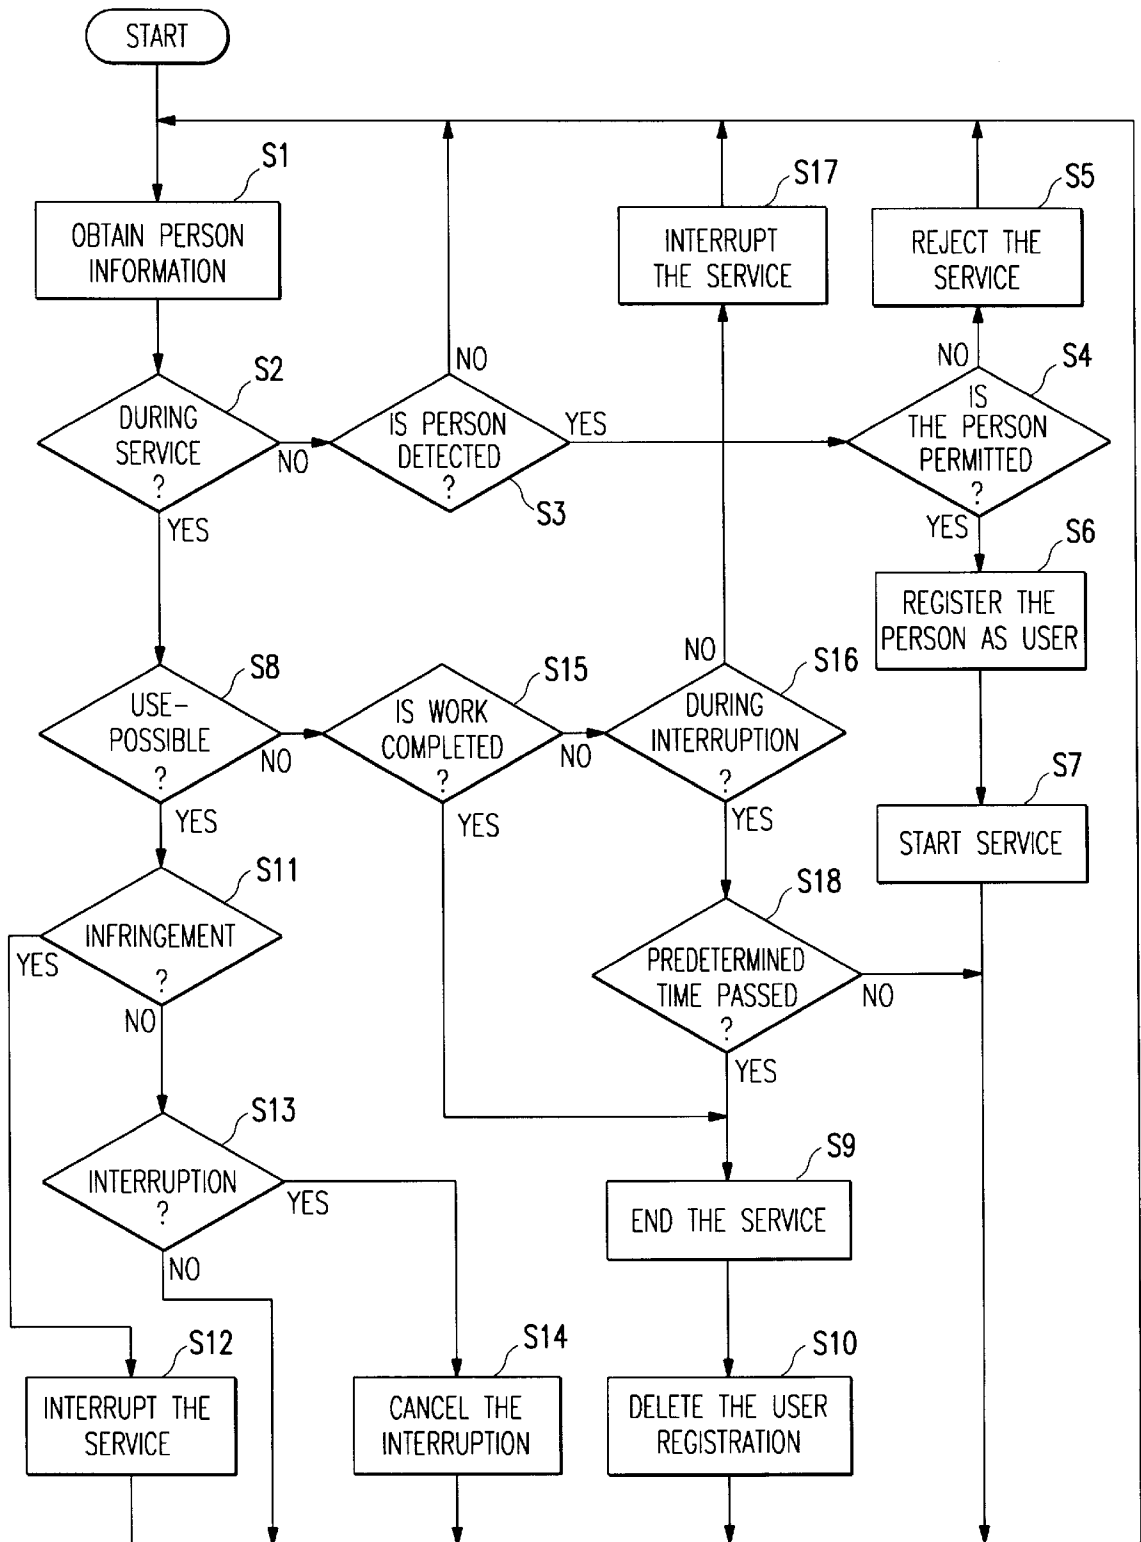 START
S1
OBTAIN PERSON
INFORMATION
S17
INTERRUPT
THE SERVICE
S5
REJECT THE
SERVICE
S2
DURING
SERVICE
?
NO
YES
NO
IS PERSON
DETECTED
?
YES
S3
NO
S4
IS
THE PERSON
PERMITTED
?
YES
S6
REGISTER THE
PERSON AS USER
S8
USE-
POSSIBLE
?
NO
YES
S15
IS WORK
COMPLETED
?
NO
YES
NO
S16
DURING
INTERRUPTION
?
YES
S7
START SERVICE
S11
INFRINGEMENT
?
YES
NO
S18
PREDETERMINED
TIME PASSED
?
NO
YES
S13
INTERRUPTION
?
YES
NO
S9
END THE SERVICE
S12
INTERRUPT THE
SERVICE
S14
CANCEL THE
INTERRUPTION
S10
DELETE THE USER
REGISTRATION